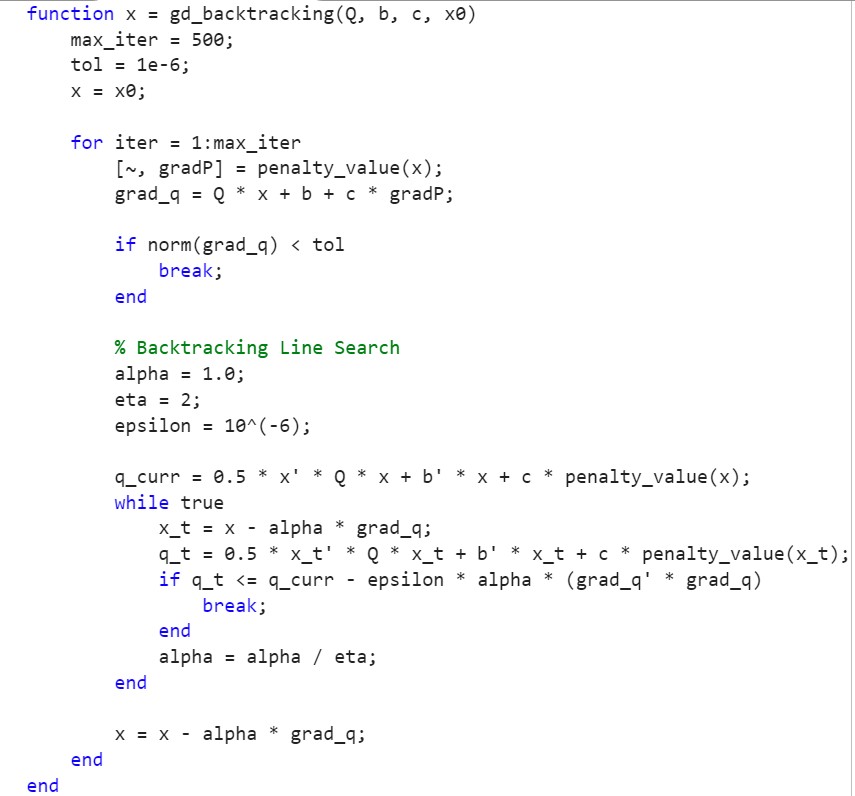 function x = gd_backtracking(Q, b, c, x0)
    max_iter = 500;
    tol = 1e-6;
    x = x0;

    for iter = 1:max_iter
        [~, gradP] = penalty_value(x);
        grad_q = Q * x + b + c * gradP;

        if norm(grad_q) < tol
            break;
        end

        % Backtracking Line Search
        alpha = 1.0;
        eta = 2;
        epsilon = 10^(-6);

        q_curr = 0.5 * x' * Q * x + b' * x + c * penalty_value(x);
        while true
            x_t = x - alpha * grad_q;
            q_t = 0.5 * x_t' * Q * x_t + b' * x_t + c * penalty_value(x_t);
            if q_t <= q_curr - epsilon * alpha * (grad_q' * grad_q)
                break;
            end
            alpha = alpha / eta;
        end

        x = x - alpha * grad_q;
    end
end